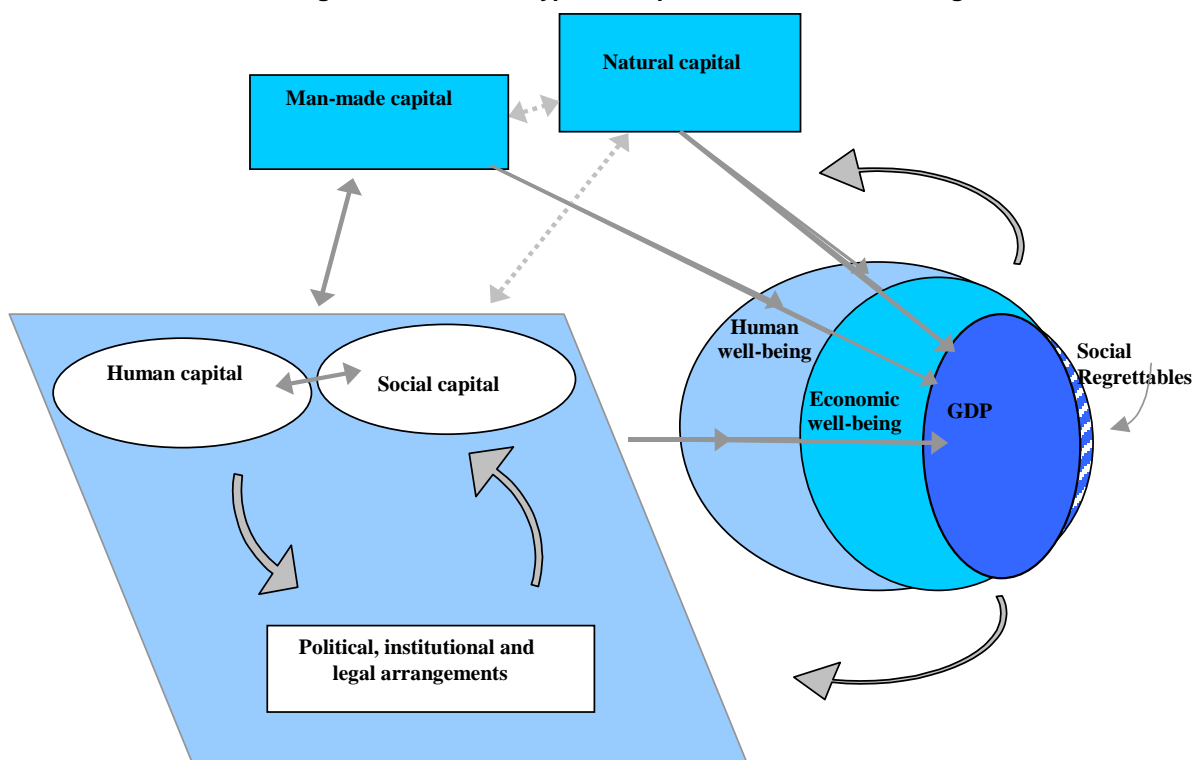 Natural capital
Man-made capital
Human
well-being
Social
Regrettables
Human capital
Social capital
Economic
well-being
GDP
Political, institutional and
legal arrangements